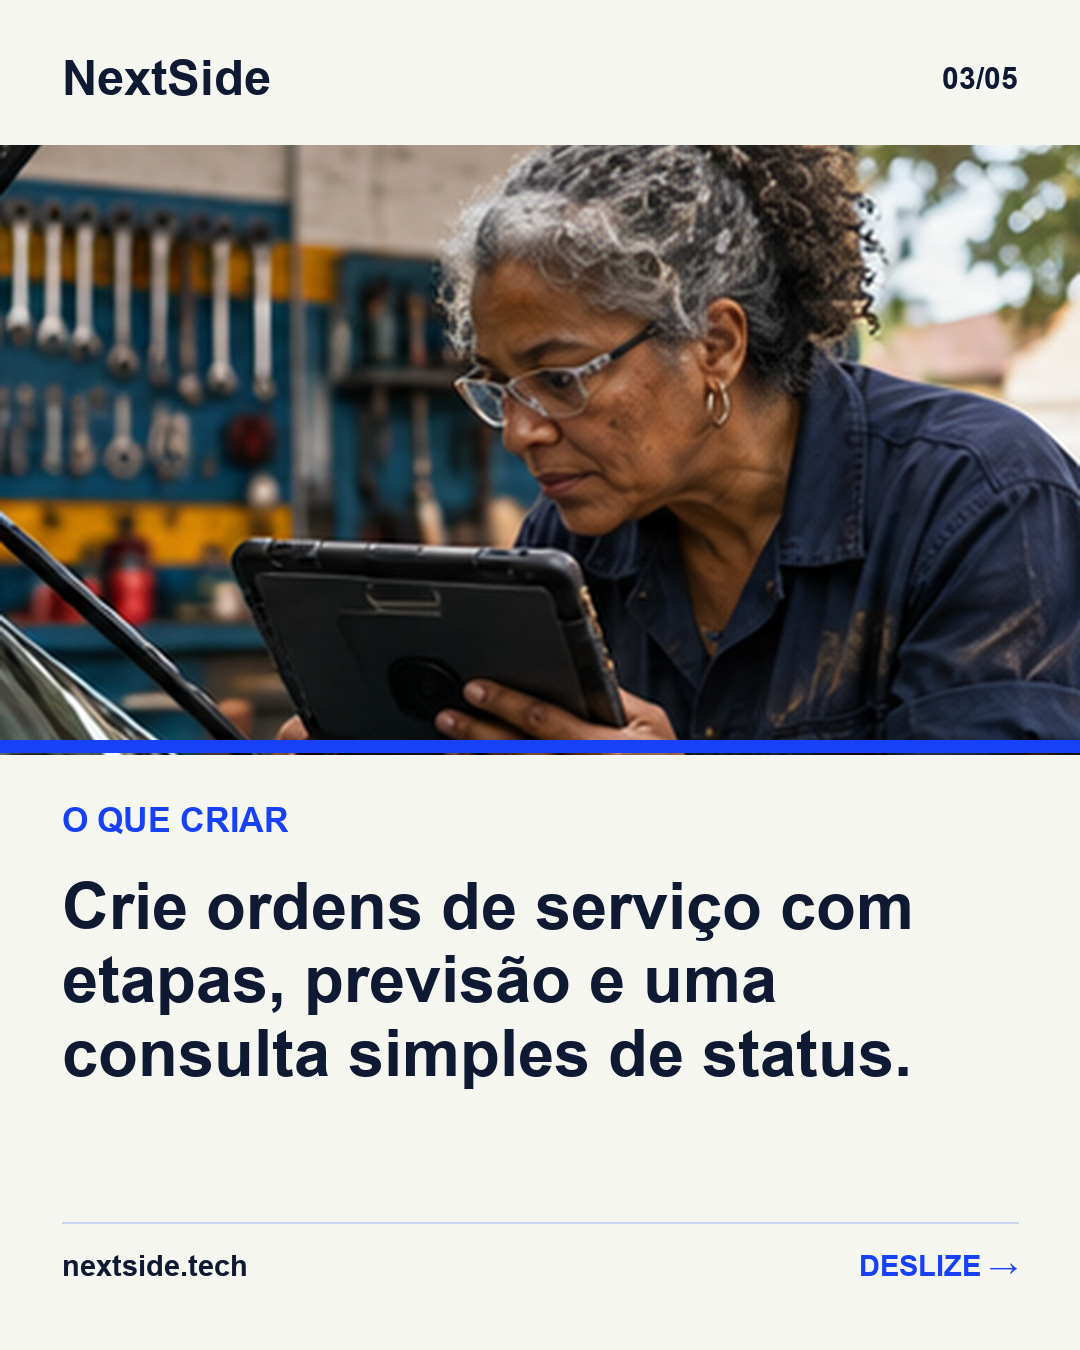 NextSide
03/05
O QUE CRIAR
Crie ordens de serviço com
etapas, previsão e uma
consulta simples de status.
nextside.tech
DESLIZE →